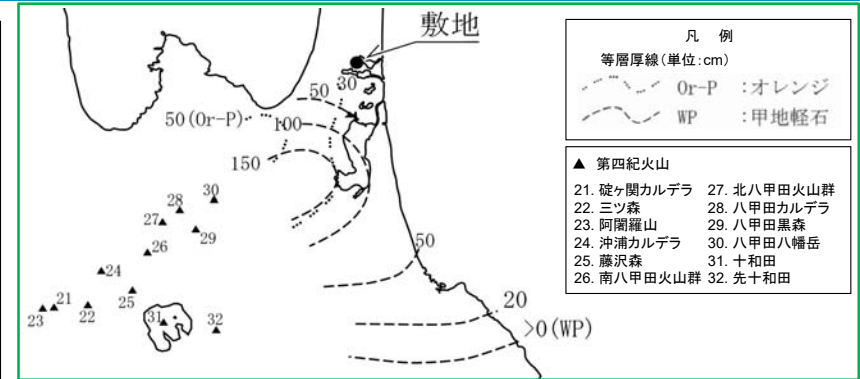 敷地
50
30
50(Or-P)
100
150
30
28
27
29
26
24
25
23
21
22
31
32
50
20
>0(WP)
凡 例
等層厚線(単位:cm)
Or-P :オレンジ
WP :甲地軽石
▲ 第四紀火山
21. 碇ヶ関カルデラ 27. 北八甲田火山群
22. 三ツ森 28. 八甲田カルデラ
23. 阿闍羅山 29. 八甲田黒森
24. 沖浦カルデラ 30. 八甲田八幡岳
25. 藤沢森 31. 十和田
26. 南八甲田火山群 32. 先十和田